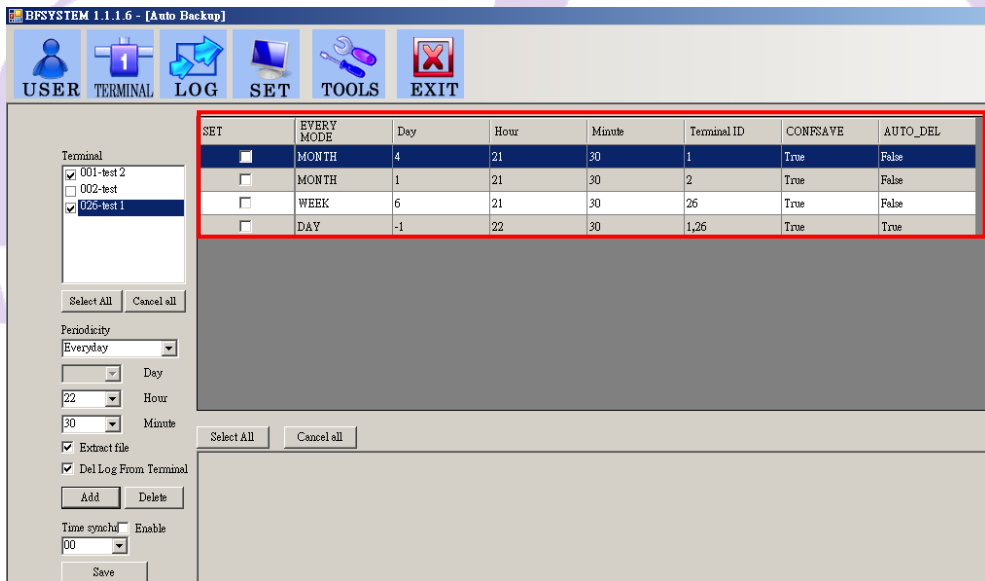 BFSYSTEM 1.1.1.6 - [Auto Backup]
1
USER TERMINAL LOG SET TOOLS EXIT
SET EVERY MODE Day Hour Minute Terminal ID CONFSAVE AUTO_DEL
MONTH 4 21 30 1 True False
MONTH 1 21 30 2 True False
WEEK 6 21 30 26 True False
DAY -1 22 30 1,26 True True
Terminal
001-test 2
002-test
026-test 1
Select All Cancel all
Periodicity
Everyday
Day
22 Hour
30 Minute
Extract file
Del Log From Terminal
Add Delete
Time synchr Enable
00
Save
Select All Cancel all